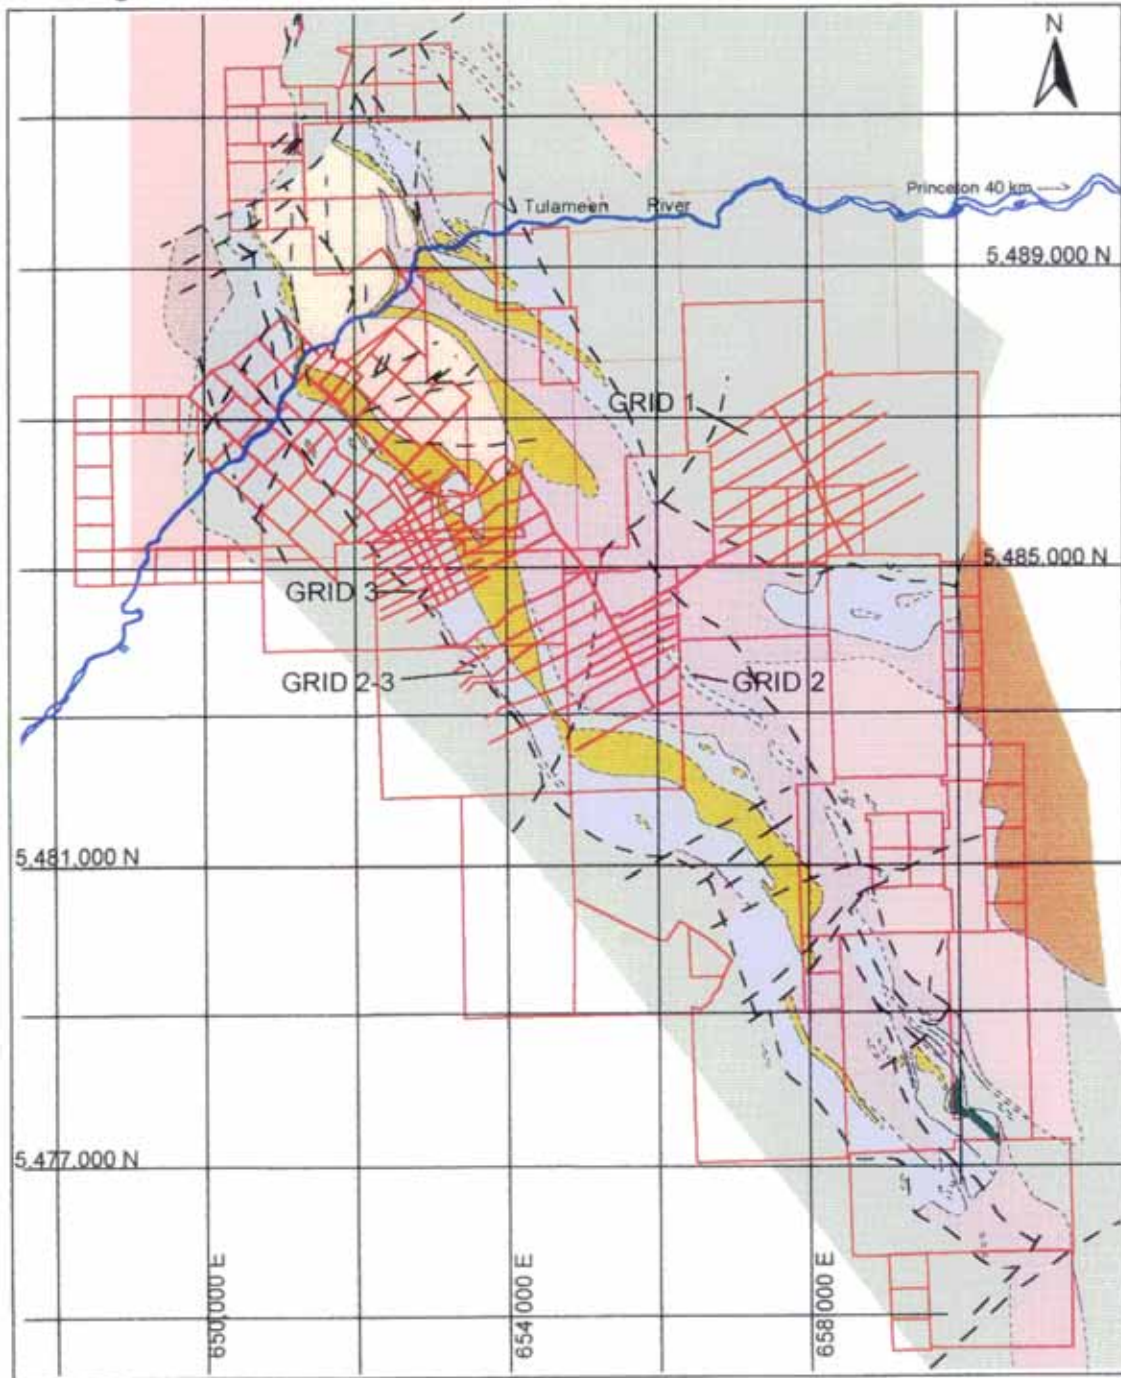 N
Princeton 40 km
Tulameen River
5,489,000 N
GRID 1
5,485,000 N
GRID 3
GRID 2-3
GRID 2
5,481,000 N
5,477,000 N
650,000 E
654,000 E
658,000 E